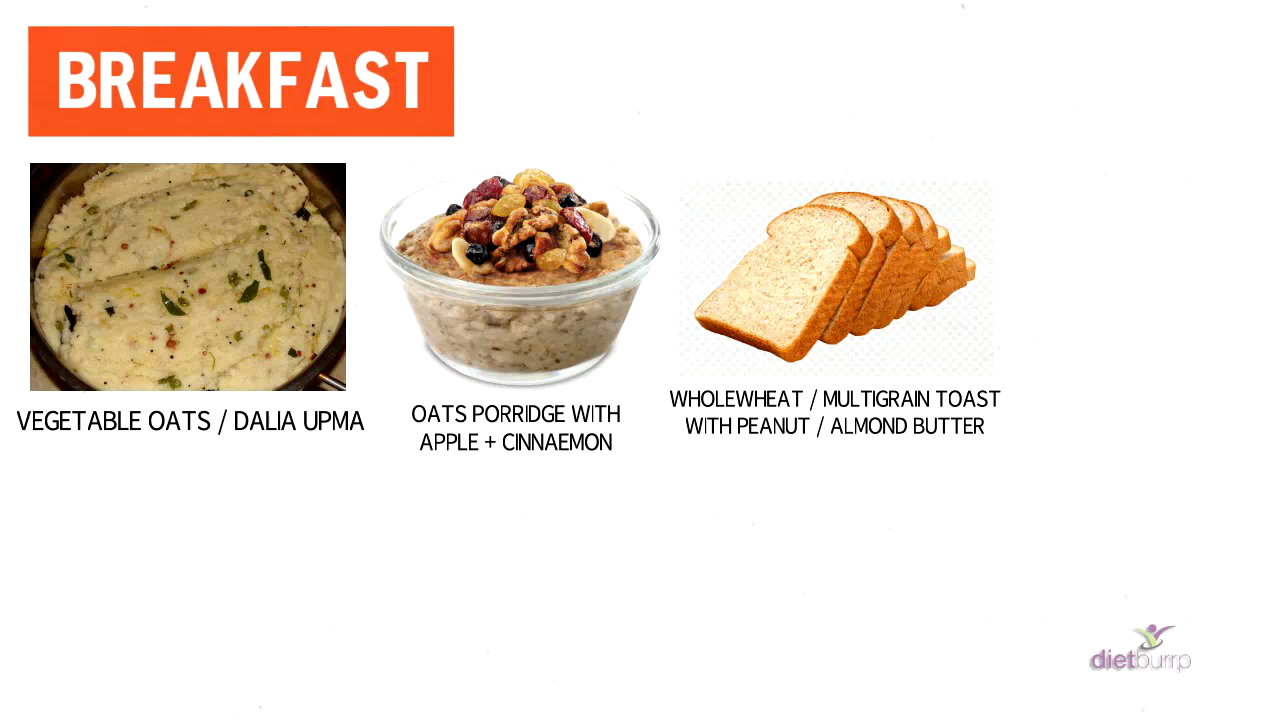 BREAKFAST
VEGETABLE OATS / DALIA UPMA
OATS PORRIDGE WITH
APPLE + CINNAEMON
WHOLEWHEAT / MULTIGRAIN TOAST
WITH PEANUT / ALMOND BUTTER
dietburrp